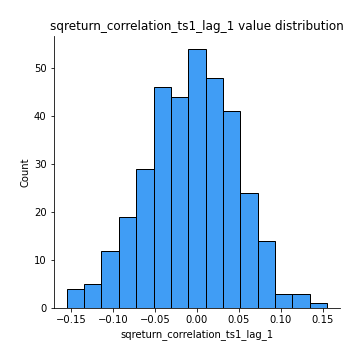 sqreturn_correlation_ts1_lag_1 value distribution
50
40
30
20
10
0
Count
−0.15 −0.10 −0.05 0.00 0.05 0.10 0.15
sqreturn_correlation_ts1_lag_1